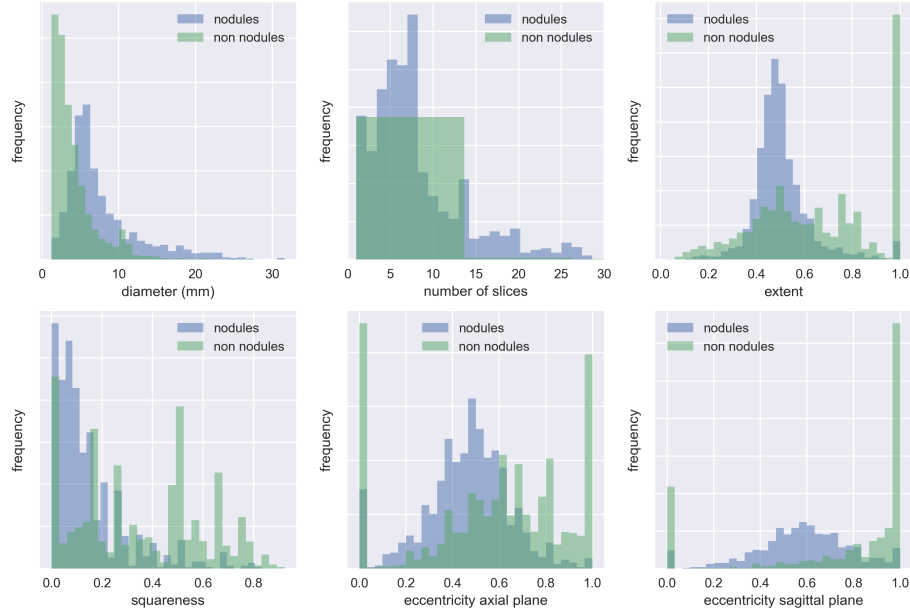 nodules
non nodules
frequency
0 10 20 30
diameter (mm)
nodules
non nodules
frequency
0 5 10 15 20 25 30
number of slices
nodules
non nodules
frequency
0.0 0.2 0.4 0.6 0.8 1.0
extent
nodules
non nodules
frequency
0.0 0.2 0.4 0.6 0.8
squareness
nodules
non nodules
frequency
0.0 0.2 0.4 0.6 0.8 1.0
eccentricity axial plane
nodules
non nodules
frequency
0.0 0.2 0.4 0.6 0.8 1.0
eccentricity sagittal plane